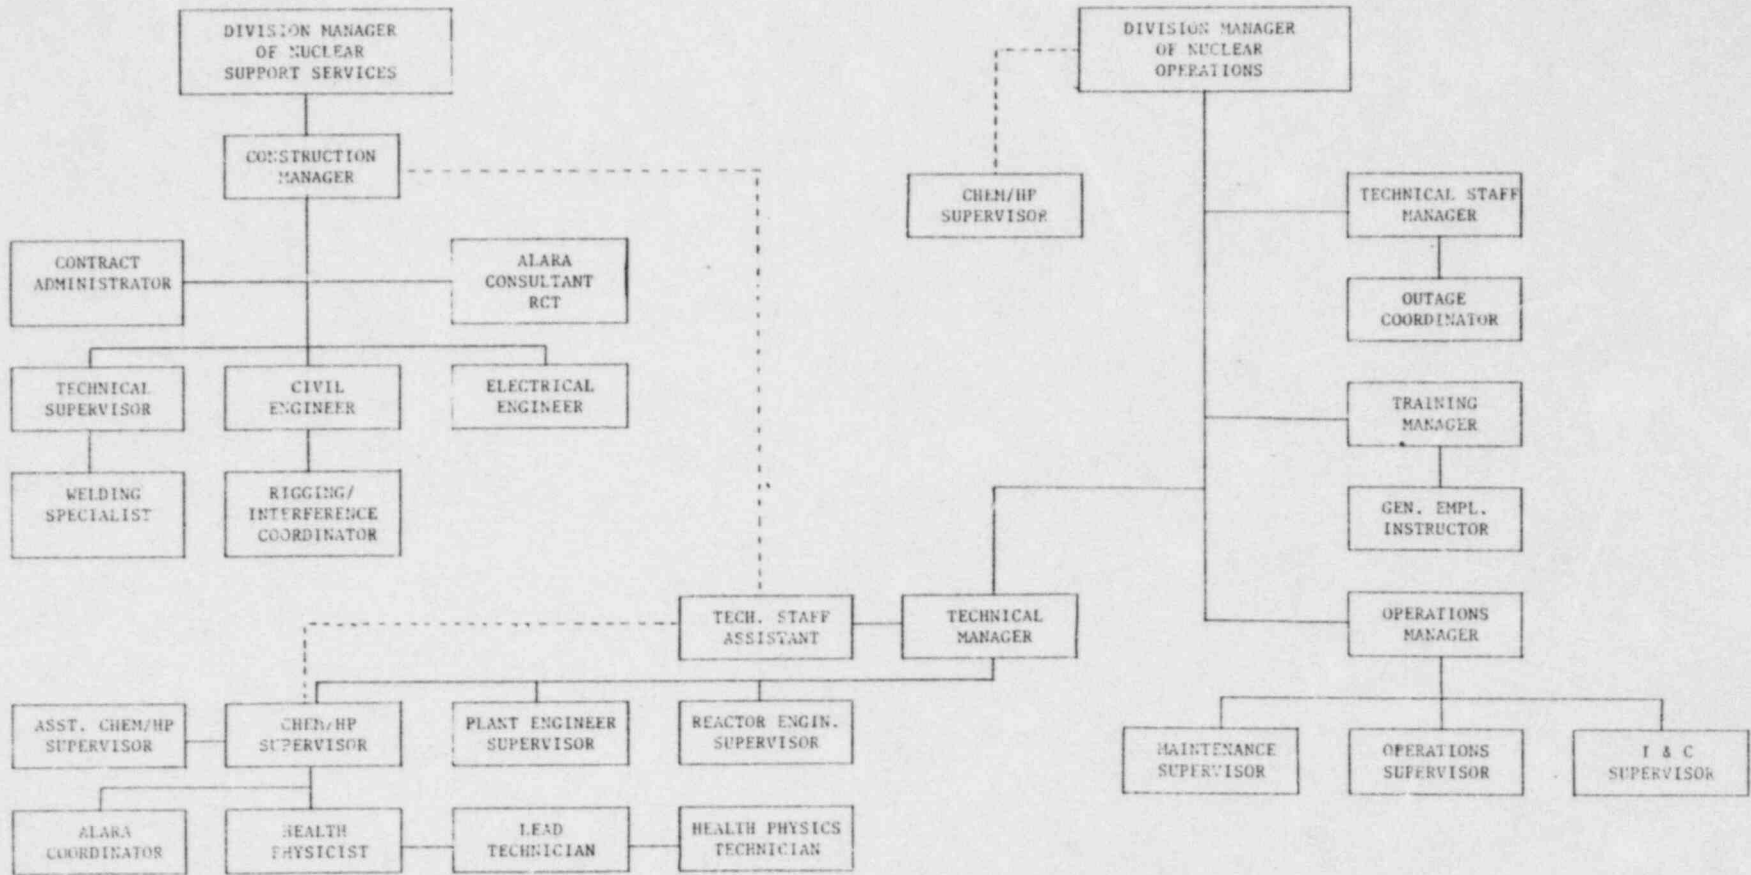 DIVISION MANAGER
OF NUCLEAR
SUPPORT SERVICES
DIVISION MANAGER
OF NUCLEAR
OPERATIONS
CONSTRUCTION
MANAGER
CHEM/HP
SUPERVISOR
TECHNICAL STAFF
MANAGER
CONTRACT
ADMINISTRATOR
ALARA
CONSULTANT
RCT
OUTAGE
COORDINATOR
TECHNICAL
SUPERVISOR
CIVIL
ENGINEER
ELECTRICAL
ENGINEER
TRAINING
MANAGER
WELDING
SPECIALIST
RIGGING/
INTERFERENCE
COORDINATOR
GEN. EMPL.
INSTRUCTOR
TECH. STAFF
ASSISTANT
TECHNICAL
MANAGER
OPERATIONS
MANAGER
ASST. CHEM/HP
SUPERVISOR
CHEM/HP
SUPERVISOR
PLANT ENGINEER
SUPERVISOR
REACTOR ENGIN.
SUPERVISOR
MAINTENANCE
SUPERVISOR
OPERATIONS
SUPERVISOR
I & C
SUPERVISOR
ALARA
COORDINATOR
HEALTH
PHYSICIST
LEAD
TECHNICIAN
HEALTH PHYSICS
TECHNICIAN